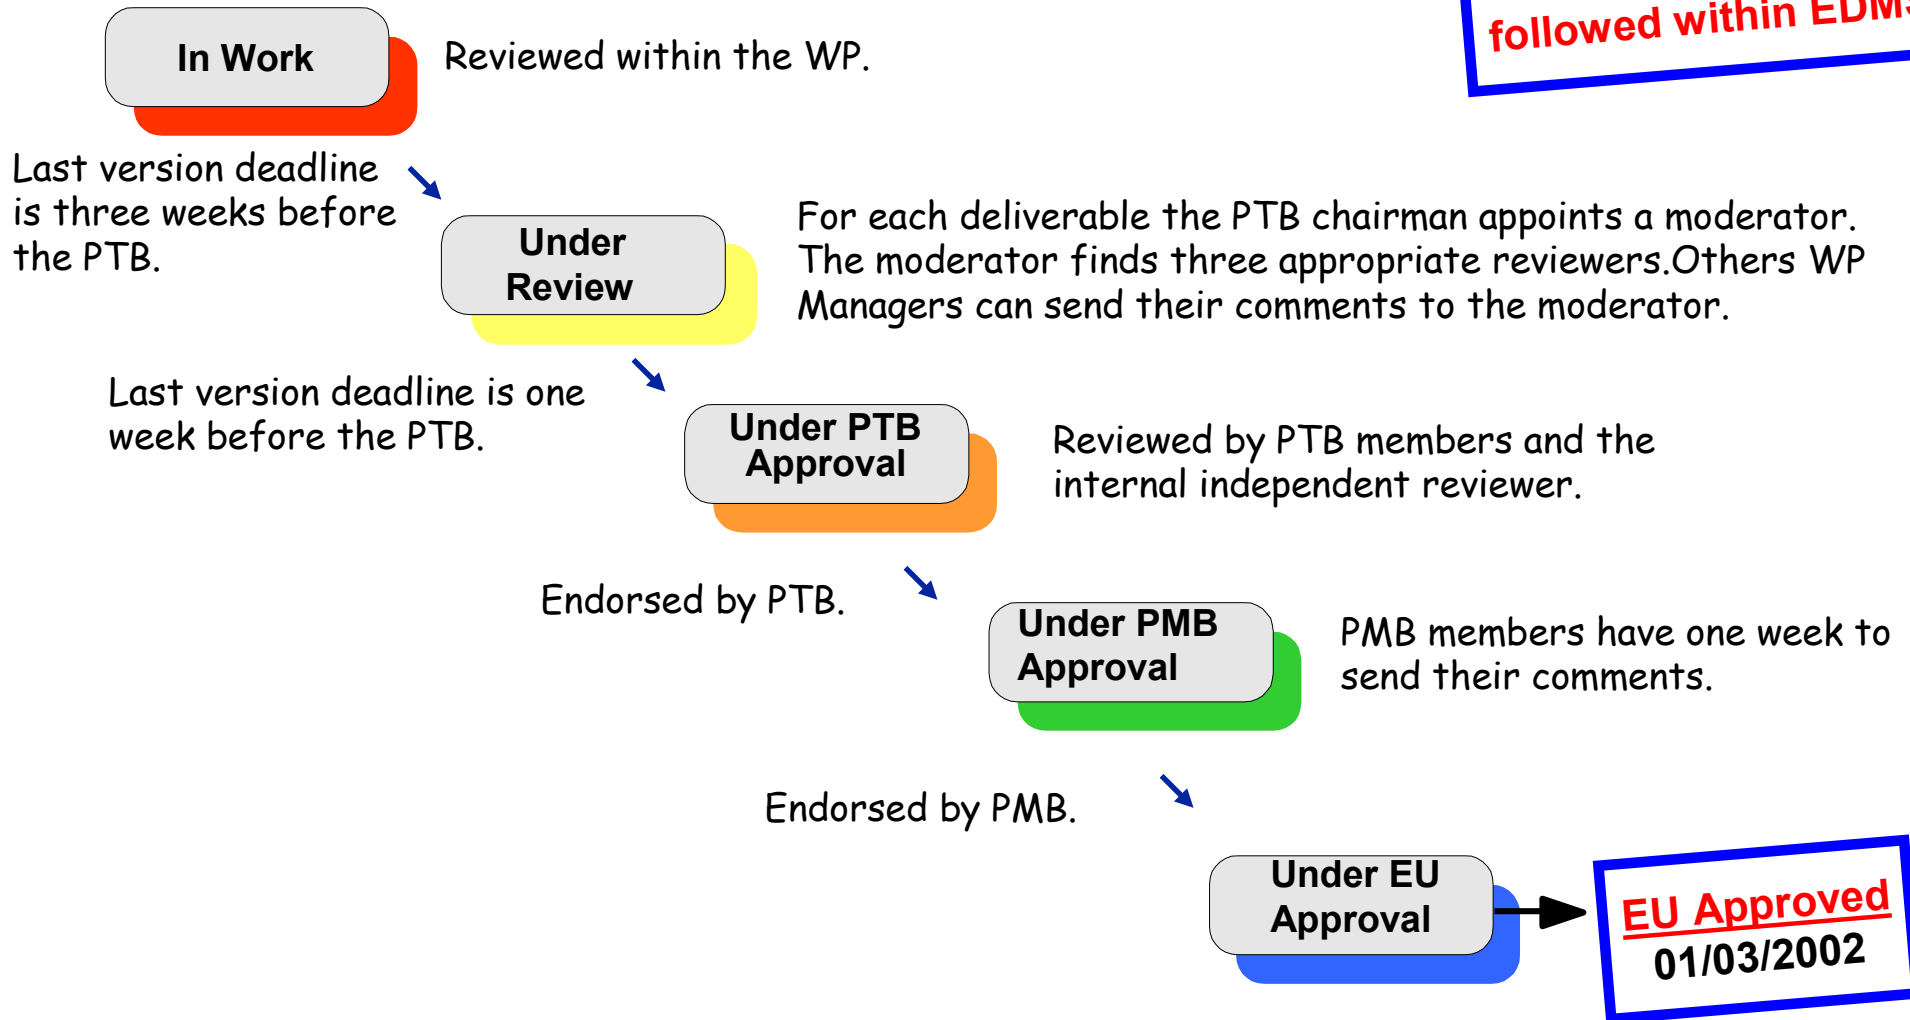 followed within EDMS
In Work
Reviewed within the WP.
Last version deadline
is three weeks before
the PTB.
Under
Review
For each deliverable the PTB chairman appoints a moderator.
The moderator finds three appropriate reviewers.Others WP
Managers can send their comments to the moderator.
Last version deadline is one
week before the PTB.
Under PTB
Approval
Reviewed by PTB members and the
internal independent reviewer.
Endorsed by PTB.
Under PMB
Approval
PMB members have one week to
send their comments.
Endorsed by PMB.
Under EU
Approval
EU Approved
01/03/2002